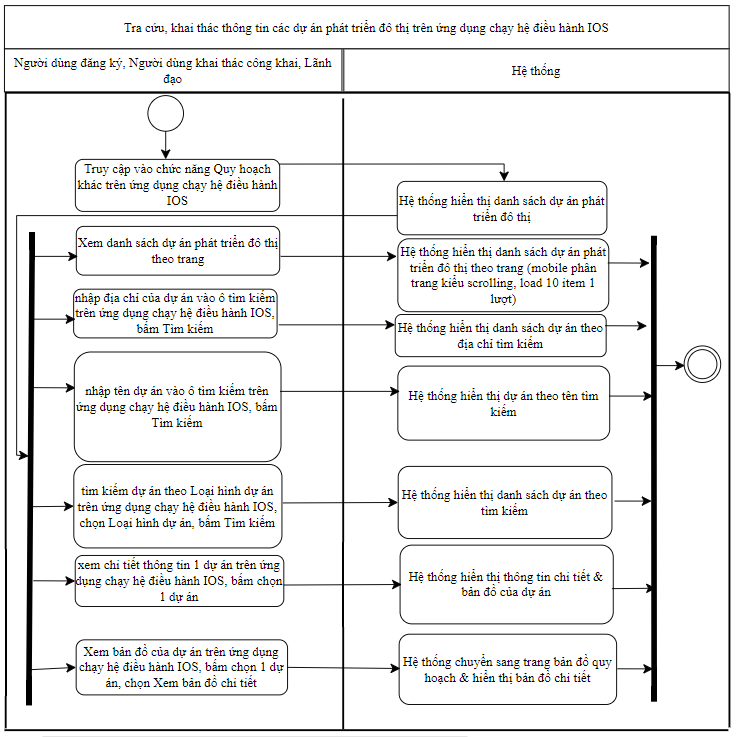 Tra cứu, khai thác thông tin các dự án phát triển đô thị trên ứng dụng chạy hệ điều hành IOS
Người dùng đăng ký, Người dùng khai thác công khai, Lãnh
đạo
Hệ thống
Truy cập vào chức năng Quy hoạch
khác trên ứng dụng chạy hệ điều hành
IOS
Hệ thống hiển thị danh sách dự án phát
triển đô thị
Xem danh sách dự án phát triển đô thị
theo trang
Hệ thống hiển thị danh sách dự án phát
triển đô thị theo trang (mobile phân
trang kiểu scrolling, load 10 item 1
lượt)
nhập địa chỉ của dự án vào ô tìm kiếm
trên ứng dụng chạy hệ điều hành IOS,
bấm Tìm kiếm
Hệ thống hiển thị danh sách dự án theo
địa chỉ tìm kiếm
nhập tên dự án vào ô tìm kiếm trên
ứng dụng chạy hệ điều hành IOS, bấm
Tìm kiếm
Hệ thống hiển thị dự án theo tên tìm
kiếm
tìm kiếm dự án theo Loại hình dự án
trên ứng dụng chạy hệ điều hành IOS,
chọn Loại hình dự án, bấm Tìm kiếm
Hệ thống hiển thị danh sách dự án theo
tìm kiếm
xem chi tiết thông tin 1 dự án trên ứng
dụng chạy hệ điều hành IOS, bấm chọn
1 dự án
Hệ thống hiển thị thông tin chi tiết &
bản đồ của dự án
Xem bản đồ của dự án trên ứng dụng
chạy hệ điều hành IOS, bấm chọn 1 dự
án, chọn Xem bản đồ chi tiết
Hệ thống chuyển sang trang bản đồ quy
hoạch & hiển thị bản đồ chi tiết